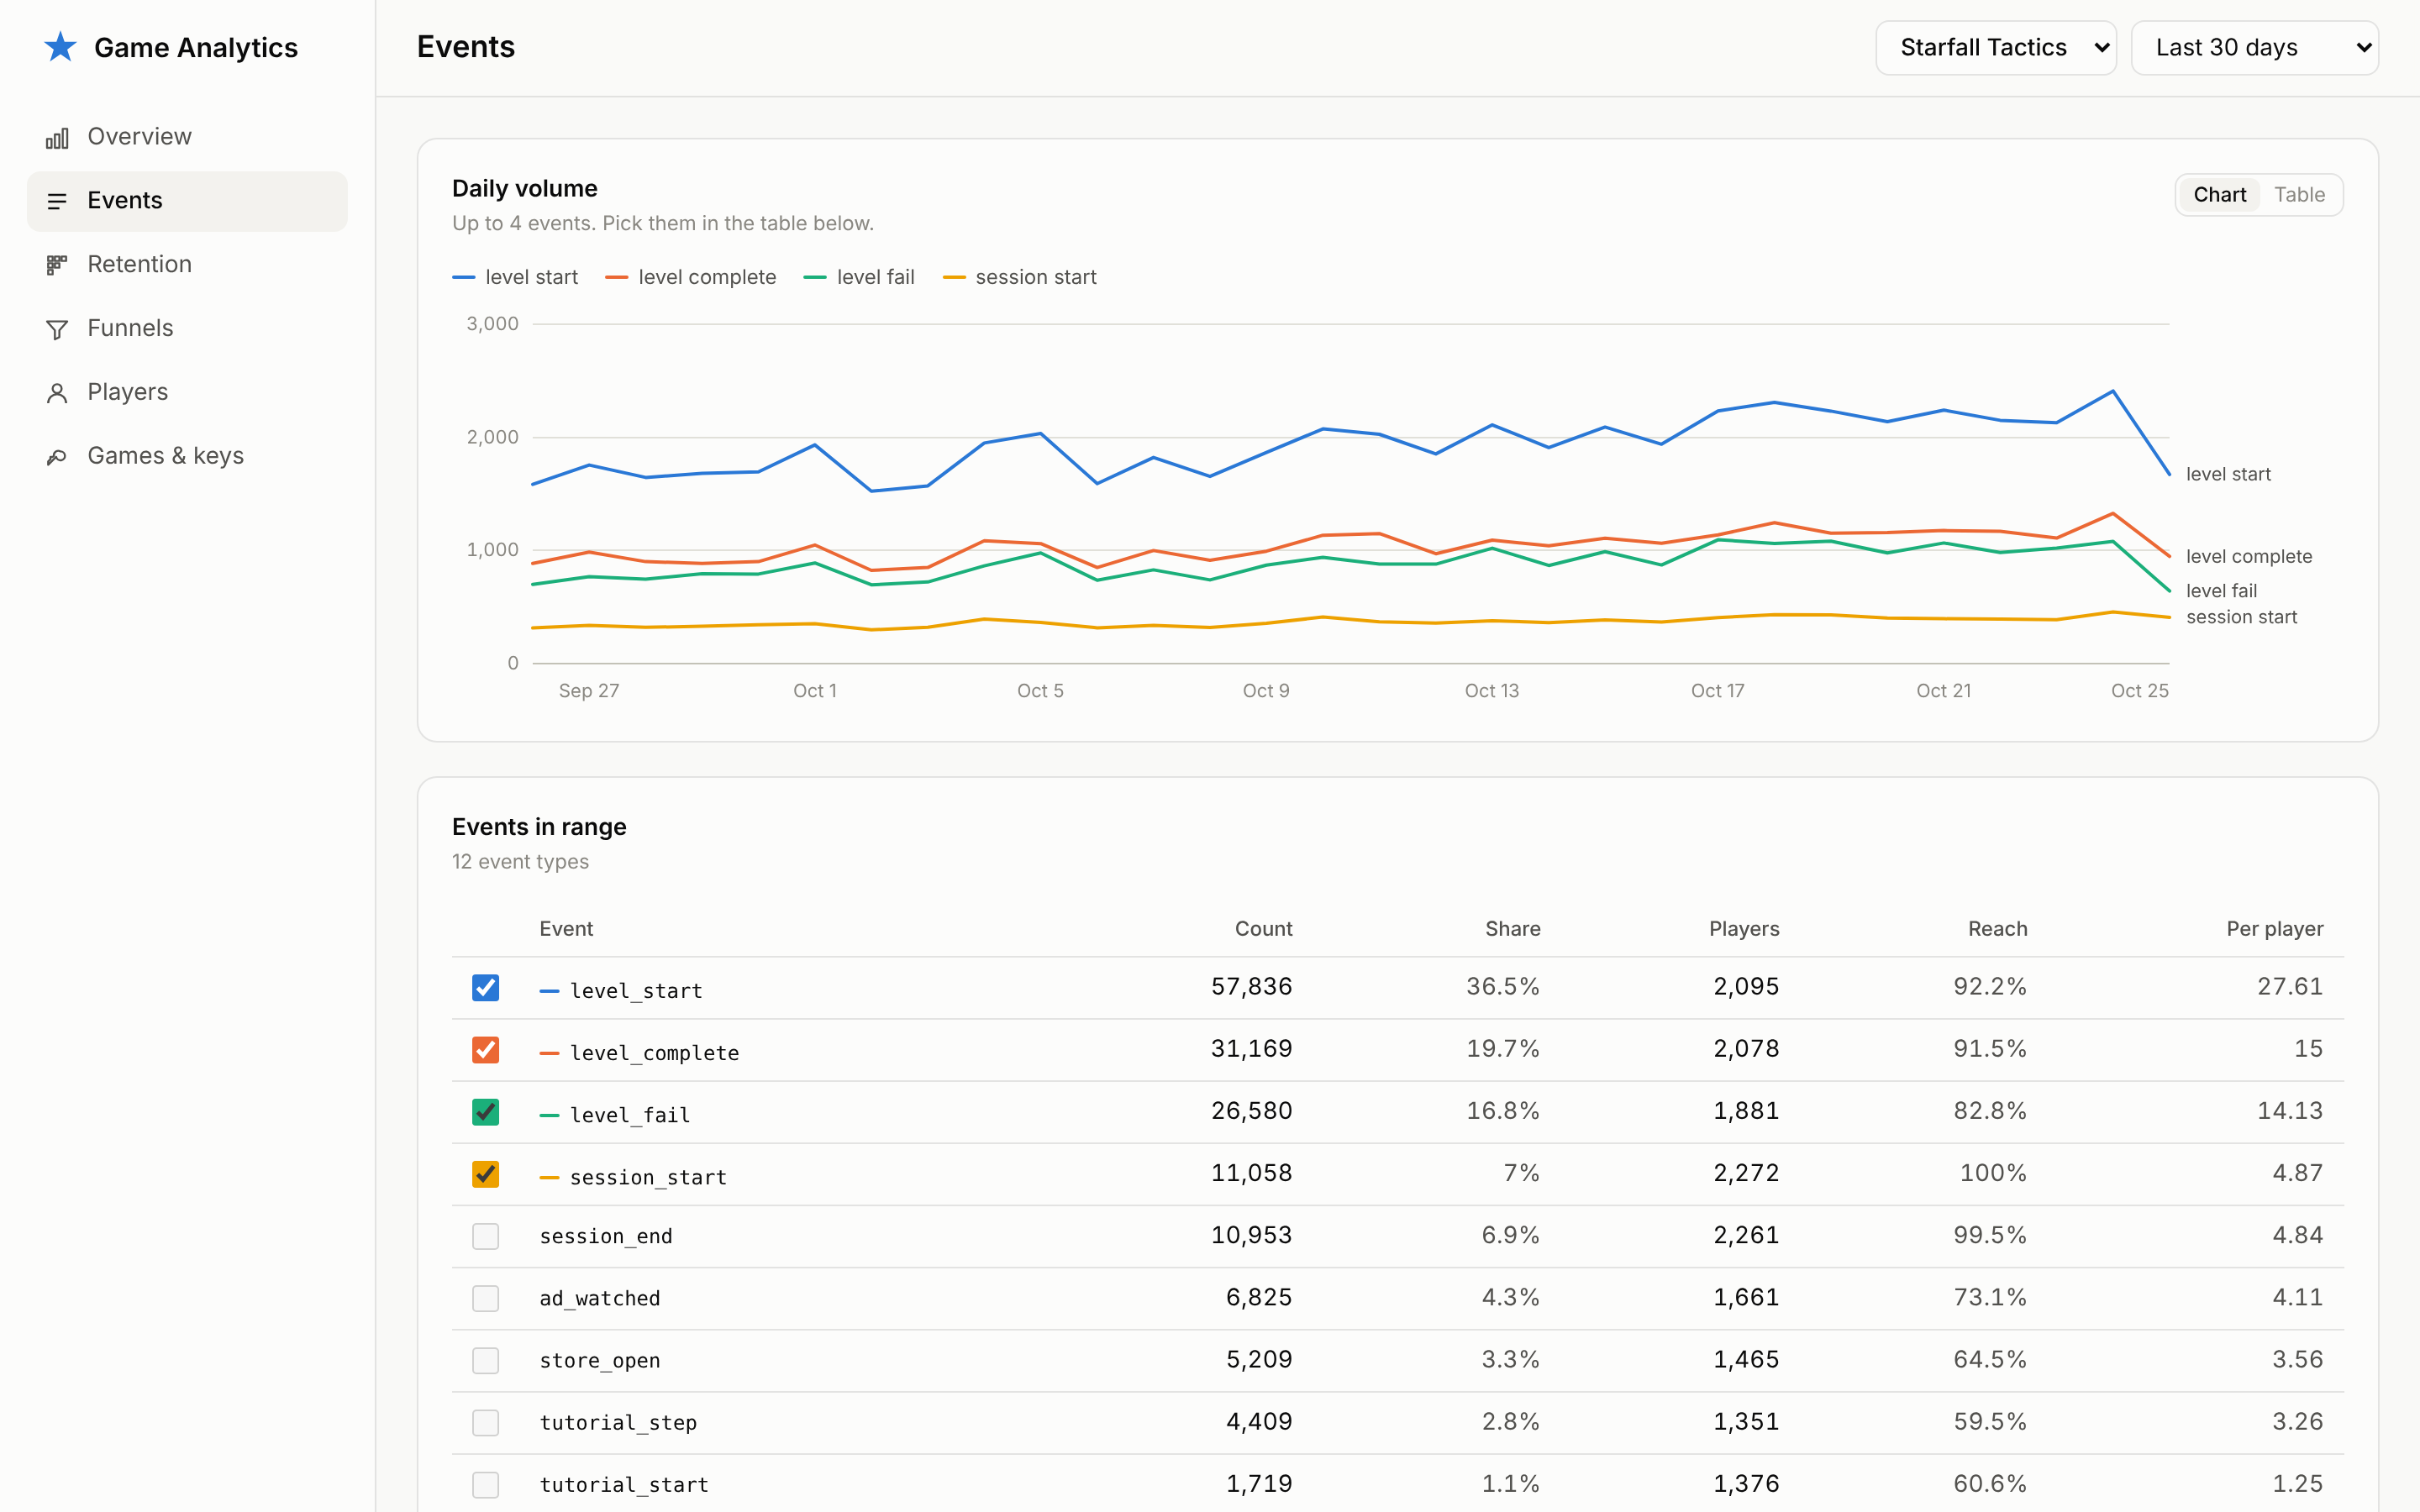 Game Analytics
Overview
Events
Retention
Funnels
Players
Games & keys
Events
Starfall Tactics
Last 30 days
Daily volume
Up to 4 events. Pick them in the table below.
Chart Table
level start level complete level fail session start
3,000
2,000
1,000
0
level start
level complete
level fail
session start
Sep 27 Oct 1 Oct 5 Oct 9 Oct 13 Oct 17 Oct 21 Oct 25
Events in range
12 event types
Event Count Share Players Reach Per player
level_start 57,836 36.5% 2,095 92.2% 27.61
level_complete 31,169 19.7% 2,078 91.5% 15
level_fail 26,580 16.8% 1,881 82.8% 14.13
session_start 11,058 7% 2,272 100% 4.87
session_end 10,953 6.9% 2,261 99.5% 4.84
ad_watched 6,825 4.3% 1,661 73.1% 4.11
store_open 5,209 3.3% 1,465 64.5% 3.56
tutorial_step 4,409 2.8% 1,351 59.5% 3.26
tutorial_start 1,719 1.1% 1,376 60.6% 1.25